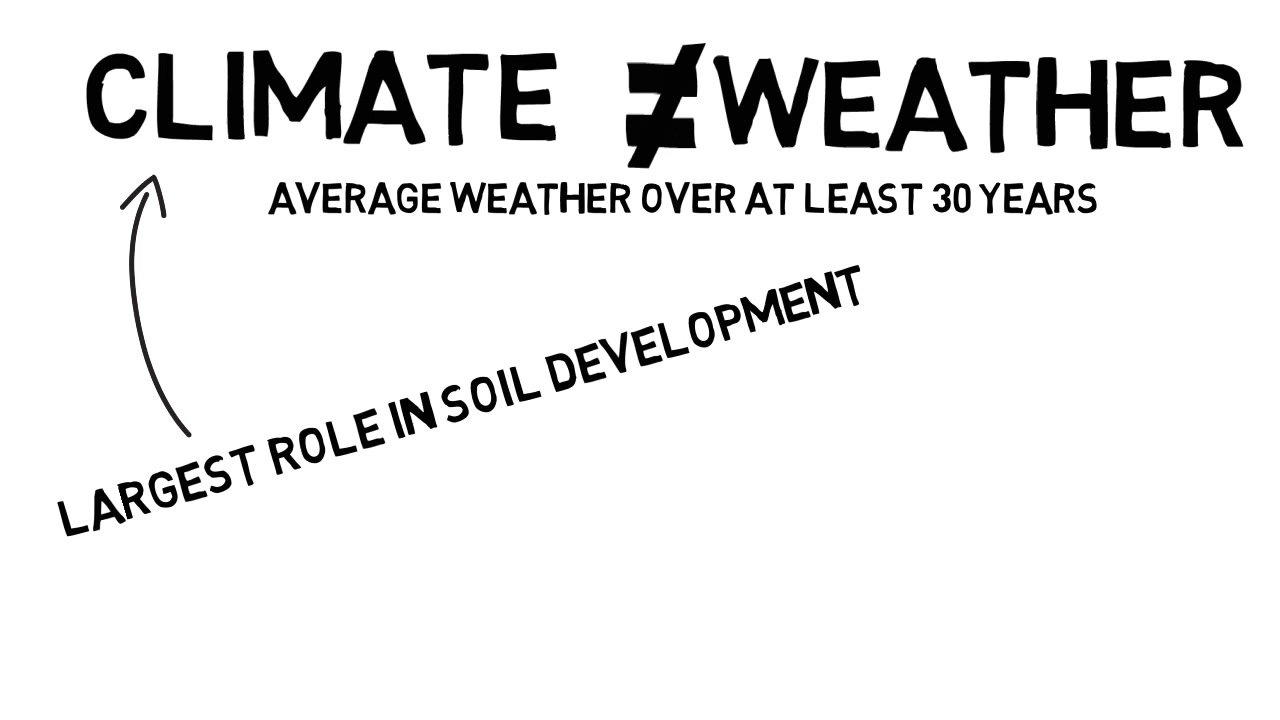 CLIMATE ≠ WEATHER
AVERAGE WEATHER OVER AT LEAST 30 YEARS
LARGEST ROLE IN SOIL DEVELOPMENT